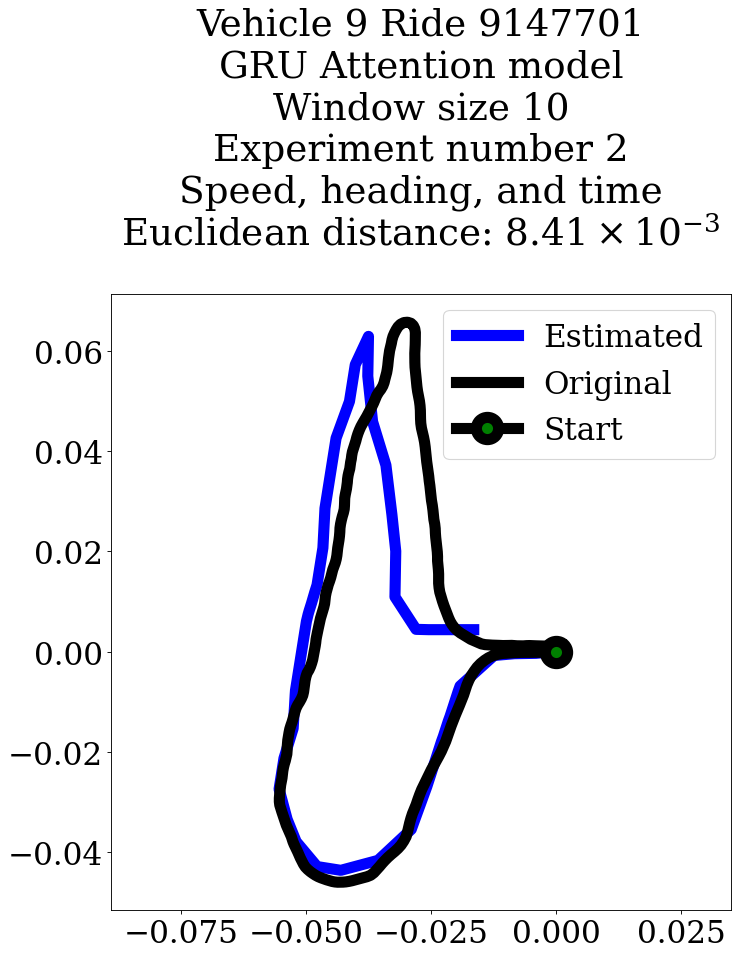 Vehicle 9 Ride 9147701
GRU Attention model
Window size 10
Experiment number 2
Speed, heading, and time
Euclidean distance: 8.41 × 10⁻³
Estimated
Original
Start
0.06
0.04
0.02
0.00
−0.02
−0.04
−0.075 −0.050 −0.025 0.000 0.025